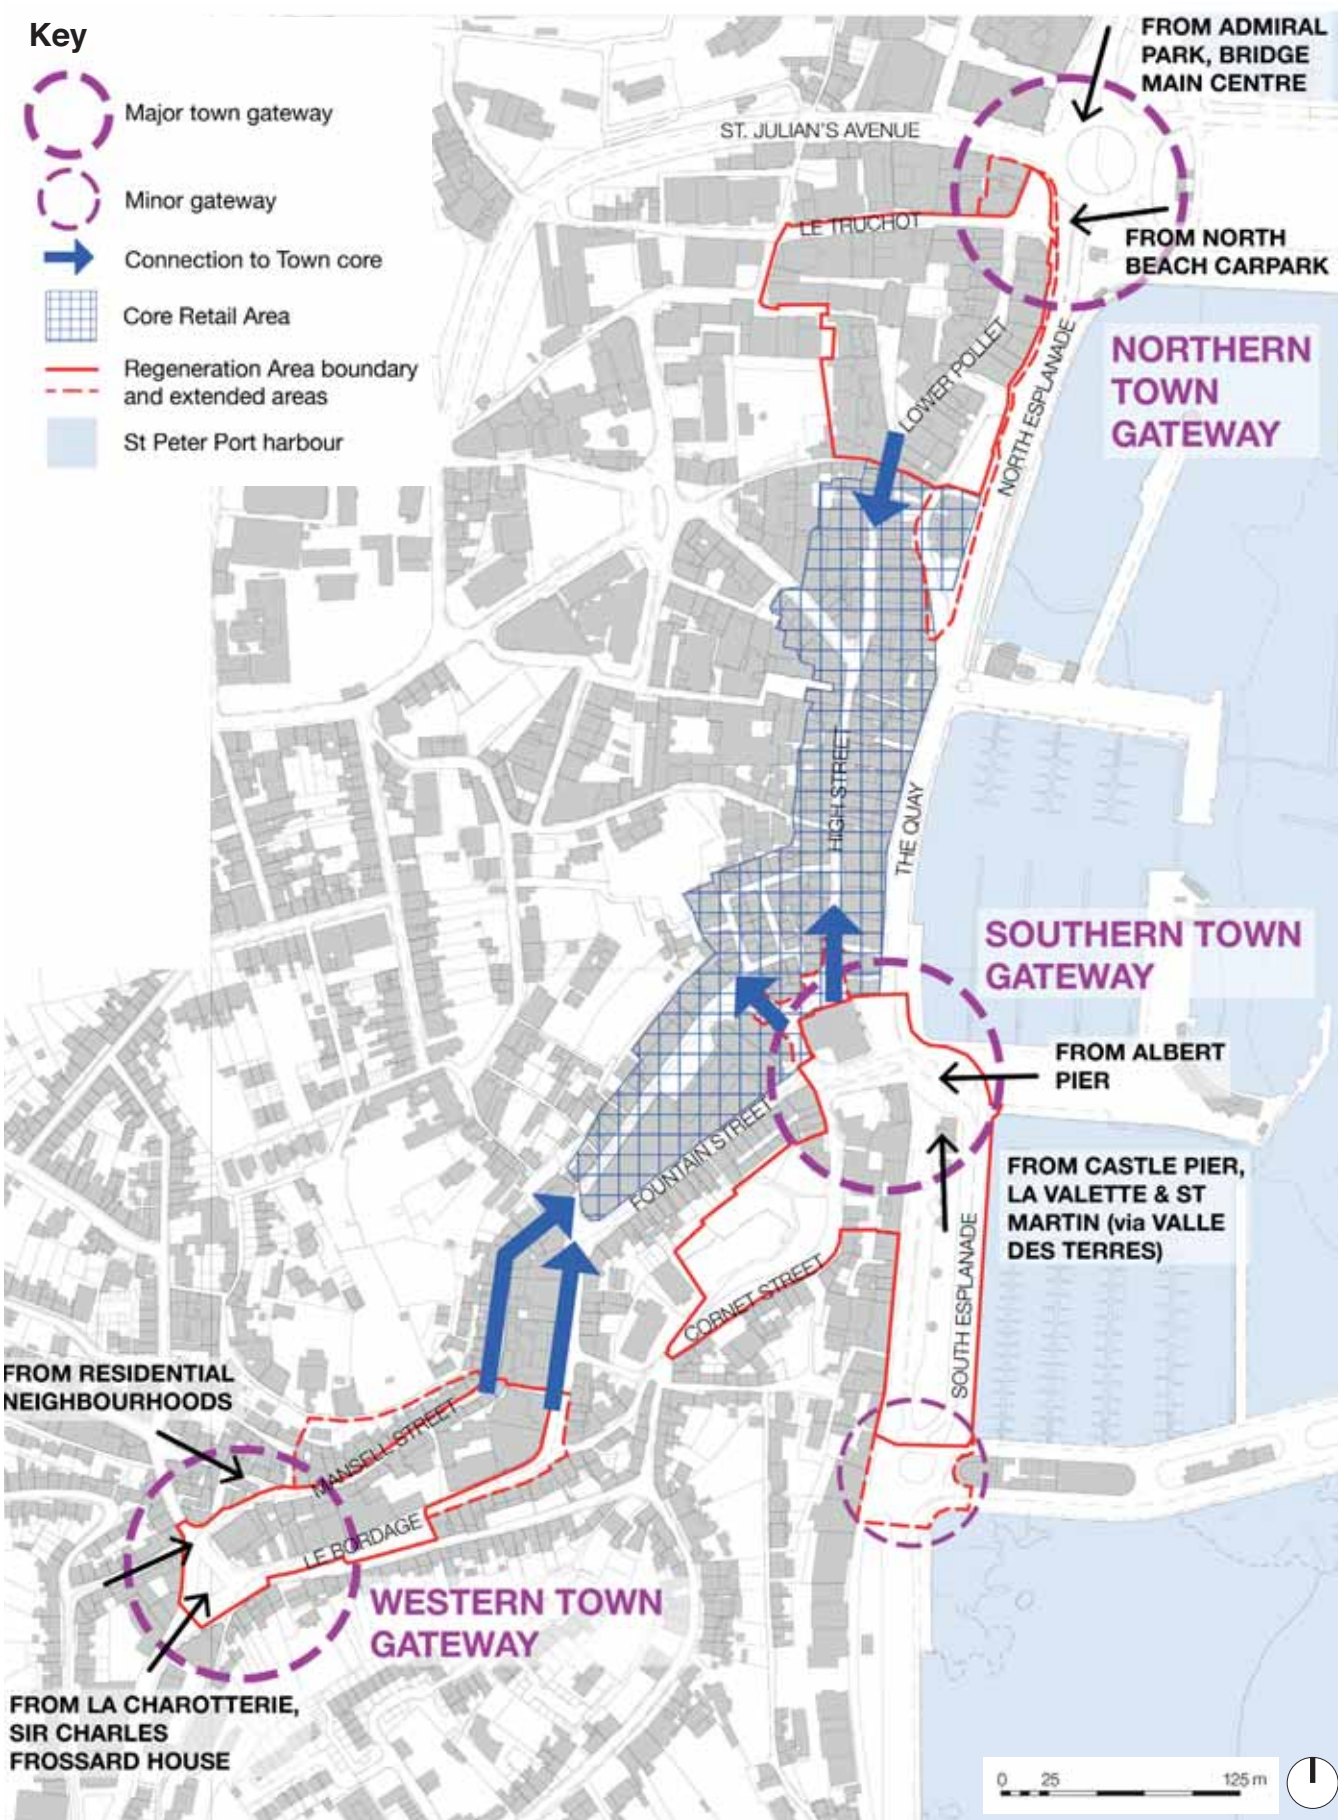 Key
Major town gateway
Minor gateway
Connection to Town core
Core Retail Area
Regeneration Area boundary
and extended areas
St Peter Port harbour
FROM ADMIRAL
PARK, BRIDGE
MAIN CENTRE
ST. JULIAN'S AVENUE
LE TRUCHOT
FROM NORTH
BEACH CARPARK
LOWER POLLET
NORTH ESPLANADE
NORTHERN
TOWN
GATEWAY
HIGH STREET
THE QUAY
SOUTHERN TOWN
GATEWAY
FROM ALBERT
PIER
FOUNTAIN STREET
FROM CASTLE PIER,
LA VALETTE & ST
MARTIN (via VALLE
DES TERRES)
CORNET STREET
SOUTH ESPLANADE
FROM RESIDENTIAL
NEIGHBOURHOODS
MANSELL STREET
LE BORDAGE
WESTERN TOWN
GATEWAY
FROM LA CHAROTTERIE,
SIR CHARLES
FROSSARD HOUSE
0 25 125 m